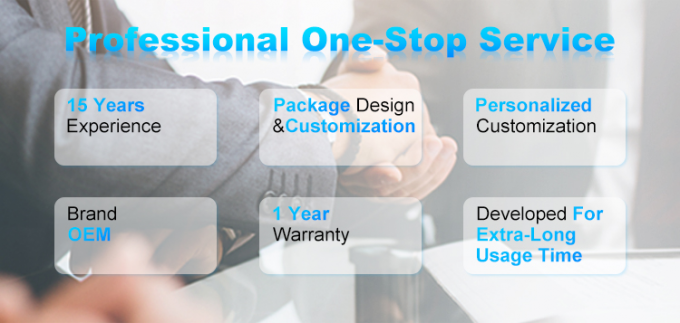 Professional One-Stop Service
15 Years
Experience
Package Design
&Customization
Personalized
Customization
Brand
OEM
1 Year
Warranty
Developed For
Extra-Long
Usage Time